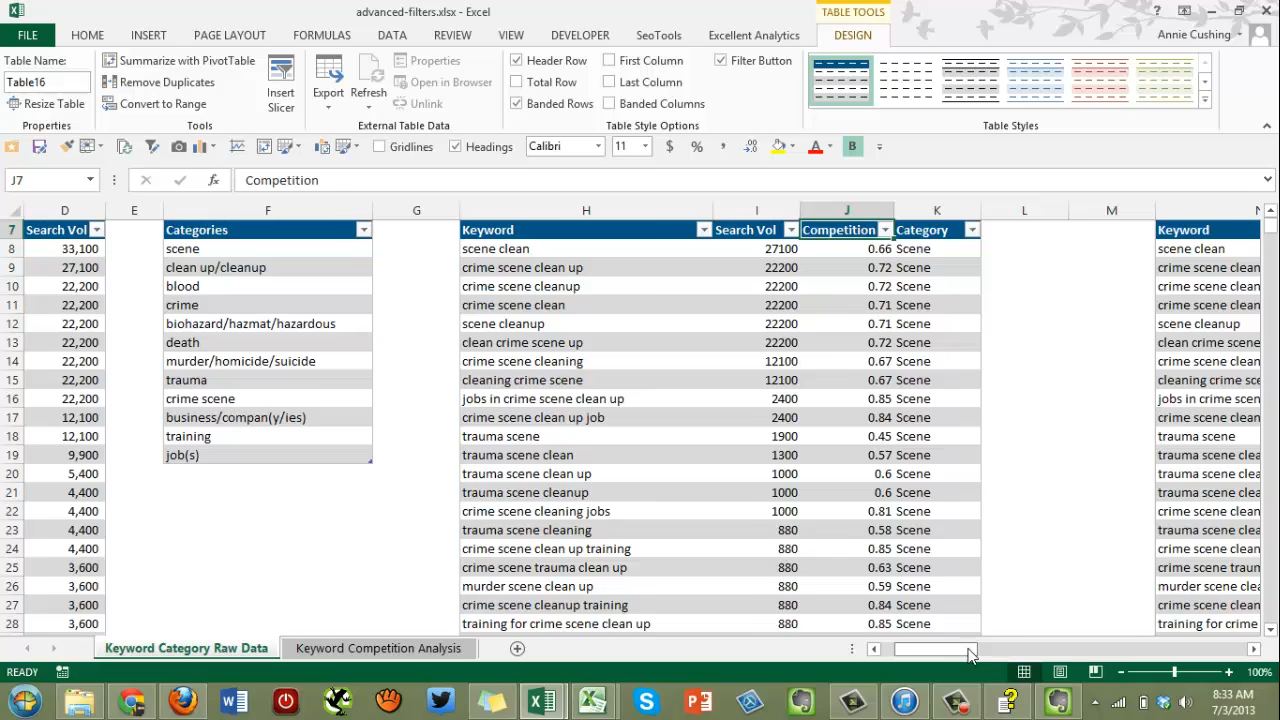 advanced-filters.xlsx - Excel
TABLE TOOLS
?
FILE HOME INSERT PAGE LAYOUT FORMULAS DATA REVIEW VIEW DEVELOPER SeoTools Excellent Analytics DESIGN Annie Cushing
Table Name:
Table16
Resize Table
Properties
Summarize with PivotTable
Remove Duplicates
Convert to Range
Tools
Insert
Slicer
Export
Refresh
Properties
Open in Browser
Unlink
External Table Data
Header Row First Column Filter Button
Total Row Last Column
Banded Rows Banded Columns
Table Style Options
Table Styles
Gridlines Headings Calibri 11 $ % , A B
J7 fx Competition
D E F G H I J K L M N
7 Search Vol Categories Keyword Search Vol Competition Category Keyword
8 33,100 scene scene clean 27100 0.66 Scene scene clean
9 27,100 clean up/cleanup crime scene clean up 22200 0.72 Scene crime scene clean
10 22,200 blood crime scene cleanup 22200 0.72 Scene crime scene clean
11 22,200 crime crime scene clean 22200 0.71 Scene crime scene clean
12 22,200 biohazard/hazmat/hazardous scene cleanup 22200 0.71 Scene scene cleanup
13 22,200 death clean crime scene up 22200 0.72 Scene clean crime scene
14 22,200 murder/homicide/suicide crime scene cleaning 12100 0.67 Scene crime scene clean
15 22,200 trauma cleaning crime scene 12100 0.67 Scene cleaning crime sce
16 22,200 crime scene jobs in crime scene clean up 2400 0.85 Scene jobs in crime scene
17 12,100 business/compan(y/ies) crime scene clean up job 2400 0.84 Scene crime scene clean
18 12,100 training trauma scene 1900 0.45 Scene trauma scene
19 9,900 job(s) trauma scene clean 1300 0.57 Scene trauma scene clea
20 5,400 trauma scene clean up 1000 0.6 Scene trauma scene clea
21 4,400 trauma scene cleanup 1000 0.6 Scene trauma scene clea
22 4,400 crime scene cleaning jobs 1000 0.81 Scene crime scene clean
23 4,400 trauma scene cleaning 880 0.58 Scene trauma scene clea
24 4,400 crime scene clean up training 880 0.85 Scene crime scene clean
25 3,600 crime scene trauma clean up 880 0.63 Scene crime scene traum
26 3,600 murder scene clean up 880 0.59 Scene murder scene clea
27 3,600 crime scene cleanup training 880 0.84 Scene crime scene clean
28 3,600 training for crime scene clean up 880 0.85 Scene training for crime
Keyword Category Raw Data Keyword Competition Analysis
READY 100%
8:33 AM
7/3/2013